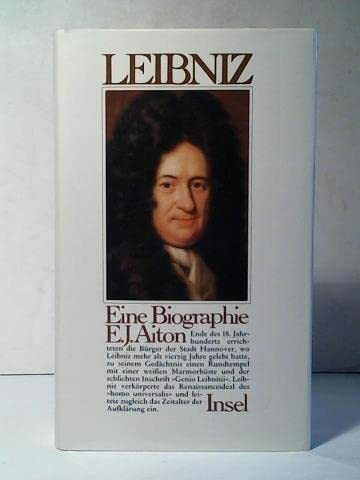 LEIBNIZ
Eine Biographie
E.J. Aiton
Ende des 18. Jahr-
hunderts errich-
teten die Bürger der Stadt Hannover, wo
Leibniz mehr als vierzig Jahre gelebt hatte,
zu seinem Gedächtnis einen Rundtempel
mit einer weißen Marmorbüste und der
schlichten Inschrift »Genio Leibnitii«. Leib-
niz verkörperte das Renaissanceideal des
»homo universalis« und lei-
tete zugleich das Zeitalter der
Aufklärung ein.
Insel